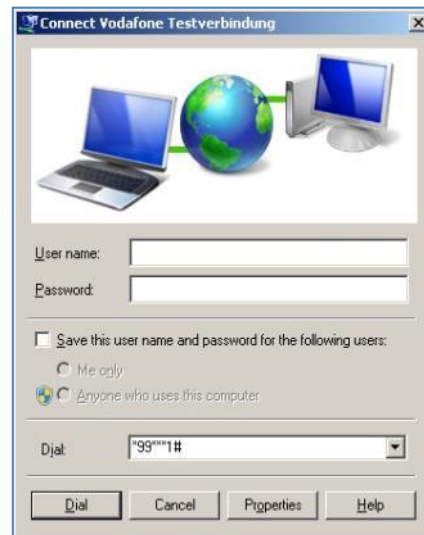 Connect Vodafone Testverbindung
User name:
Password:
Save this user name and password for the following users:
Me only
Anyone who uses this computer
Dial: *99***1#
Dial Cancel Properties Help